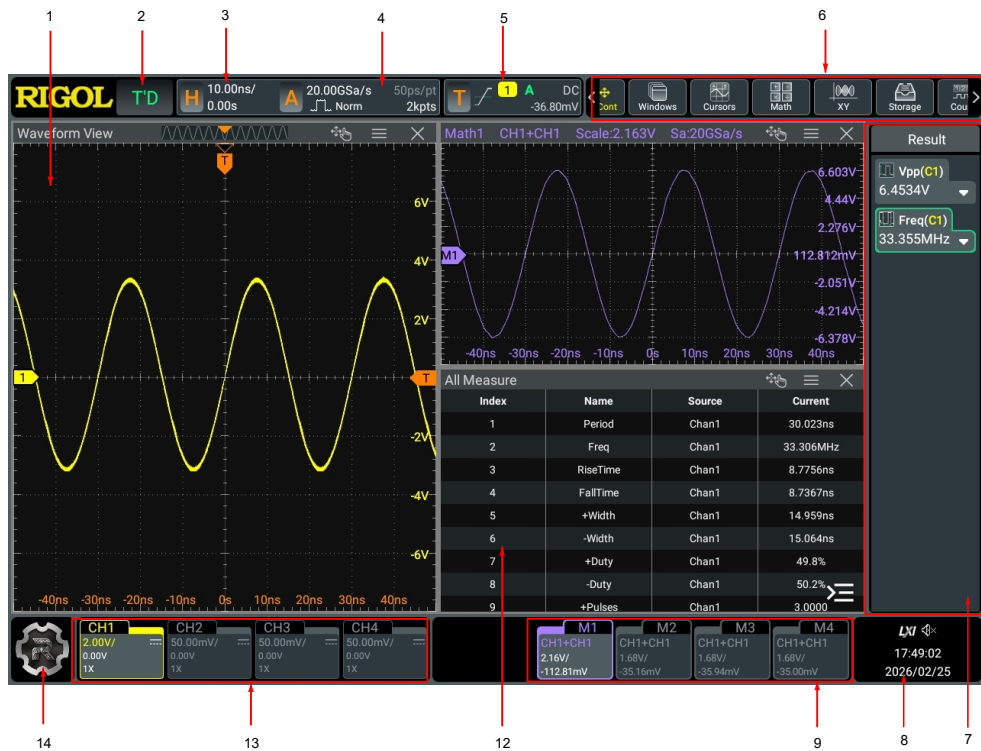 1 2 3 4 5 6
RIGOL T'D H 10.00ns/ 0.00s A 20.00GSa/s 50ps/pt Norm 2kpts T 1 A DC -36.80mV Cont Windows Cursors Math XY Storage Cou
Waveform View
T
6V
4V
2V
1 T
-2V
-4V
-6V
-40ns -30ns -20ns -10ns 0s 10ns 20ns 30ns 40ns
Math1 CH1+CH1 Scale:2.163V Sa:20GSa/s
6.603V
4.44V
2.276V
M1 112.812mV
-2.051V
-4.214V
-6.378V
-40ns -30ns -20ns -10ns 0s 10ns 20ns 30ns 40ns
All Measure
Index Name Source Current
1 Period Chan1 30.023ns
2 Freq Chan1 33.306MHz
3 RiseTime Chan1 8.7756ns
4 FallTime Chan1 8.7367ns
5 +Width Chan1 14.959ns
6 -Width Chan1 15.064ns
7 +Duty Chan1 49.8%
8 -Duty Chan1 50.2%
9 +Pulses Chan1 3.0000
Result
Vpp(C1)
6.4534V
Freq(C1)
33.355MHz
CH1 CH2 CH3 CH4
2.00V/ 50.00mV/ 50.00mV/ 50.00mV/
0.00V 0.00V 0.00V 0.00V
1X 1X 1X 1X
M1 M2 M3 M4
CH1+CH1 CH1+CH1 CH1+CH1 CH1+CH1
2.16V/ 1.68V/ 1.68V/ 1.68V/
-112.81mV -35.16mV -35.94mV -35.00mV
LXI
17:49:02
2026/02/25
14 13 12 9 8 7